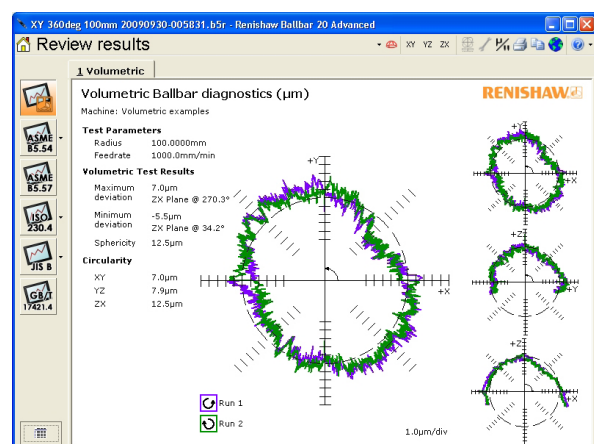 XY 360deg 100mm 20090930-005831.b5r - Renishaw Ballbar 20 Advanced
Review results
XY YZ ZX
1 Volumetric
Volumetric Ballbar diagnostics (µm)
RENISHAW
Machine: Volumetric examples
Test Parameters
Radius 100.0000mm
Feedrate 1000.0mm/min
Volumetric Test Results
Maximum deviation 7.0µm
ZX Plane @ 270.3°
Minimum deviation -5.5µm
ZX Plane @ 34.2°
Sphericity 12.5µm
Circularity
XY 7.0µm
YZ 7.9µm
ZX 12.5µm
ASME
B5.54
ASME
B5.57
ISO
230.4
JIS B
GB/T
17421.4
+Y
+X
+Y
+X
+Z
+Y
+Z
+X
Run 1
Run 2
1.0µm/div